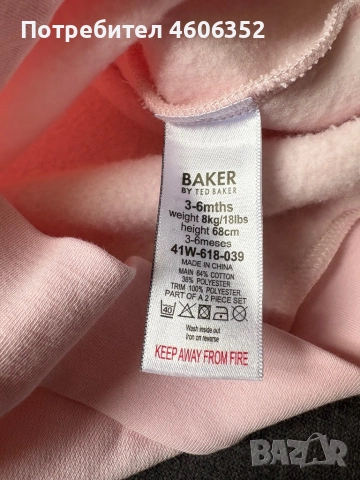 Потребител 4606352
BAKER
BY TED BAKER
3-6mths
weight 8kg/18lbs
height 68cm
3-6meses
41W-618-039
MADE IN CHINA
MAIN 64% COTTON
36% POLYESTER
TRIM 100% POLYESTER
PART OF A 2 PIECE SET
40
Wash inside out
Iron on reverse
KEEP AWAY FROM FIRE
BAZAR